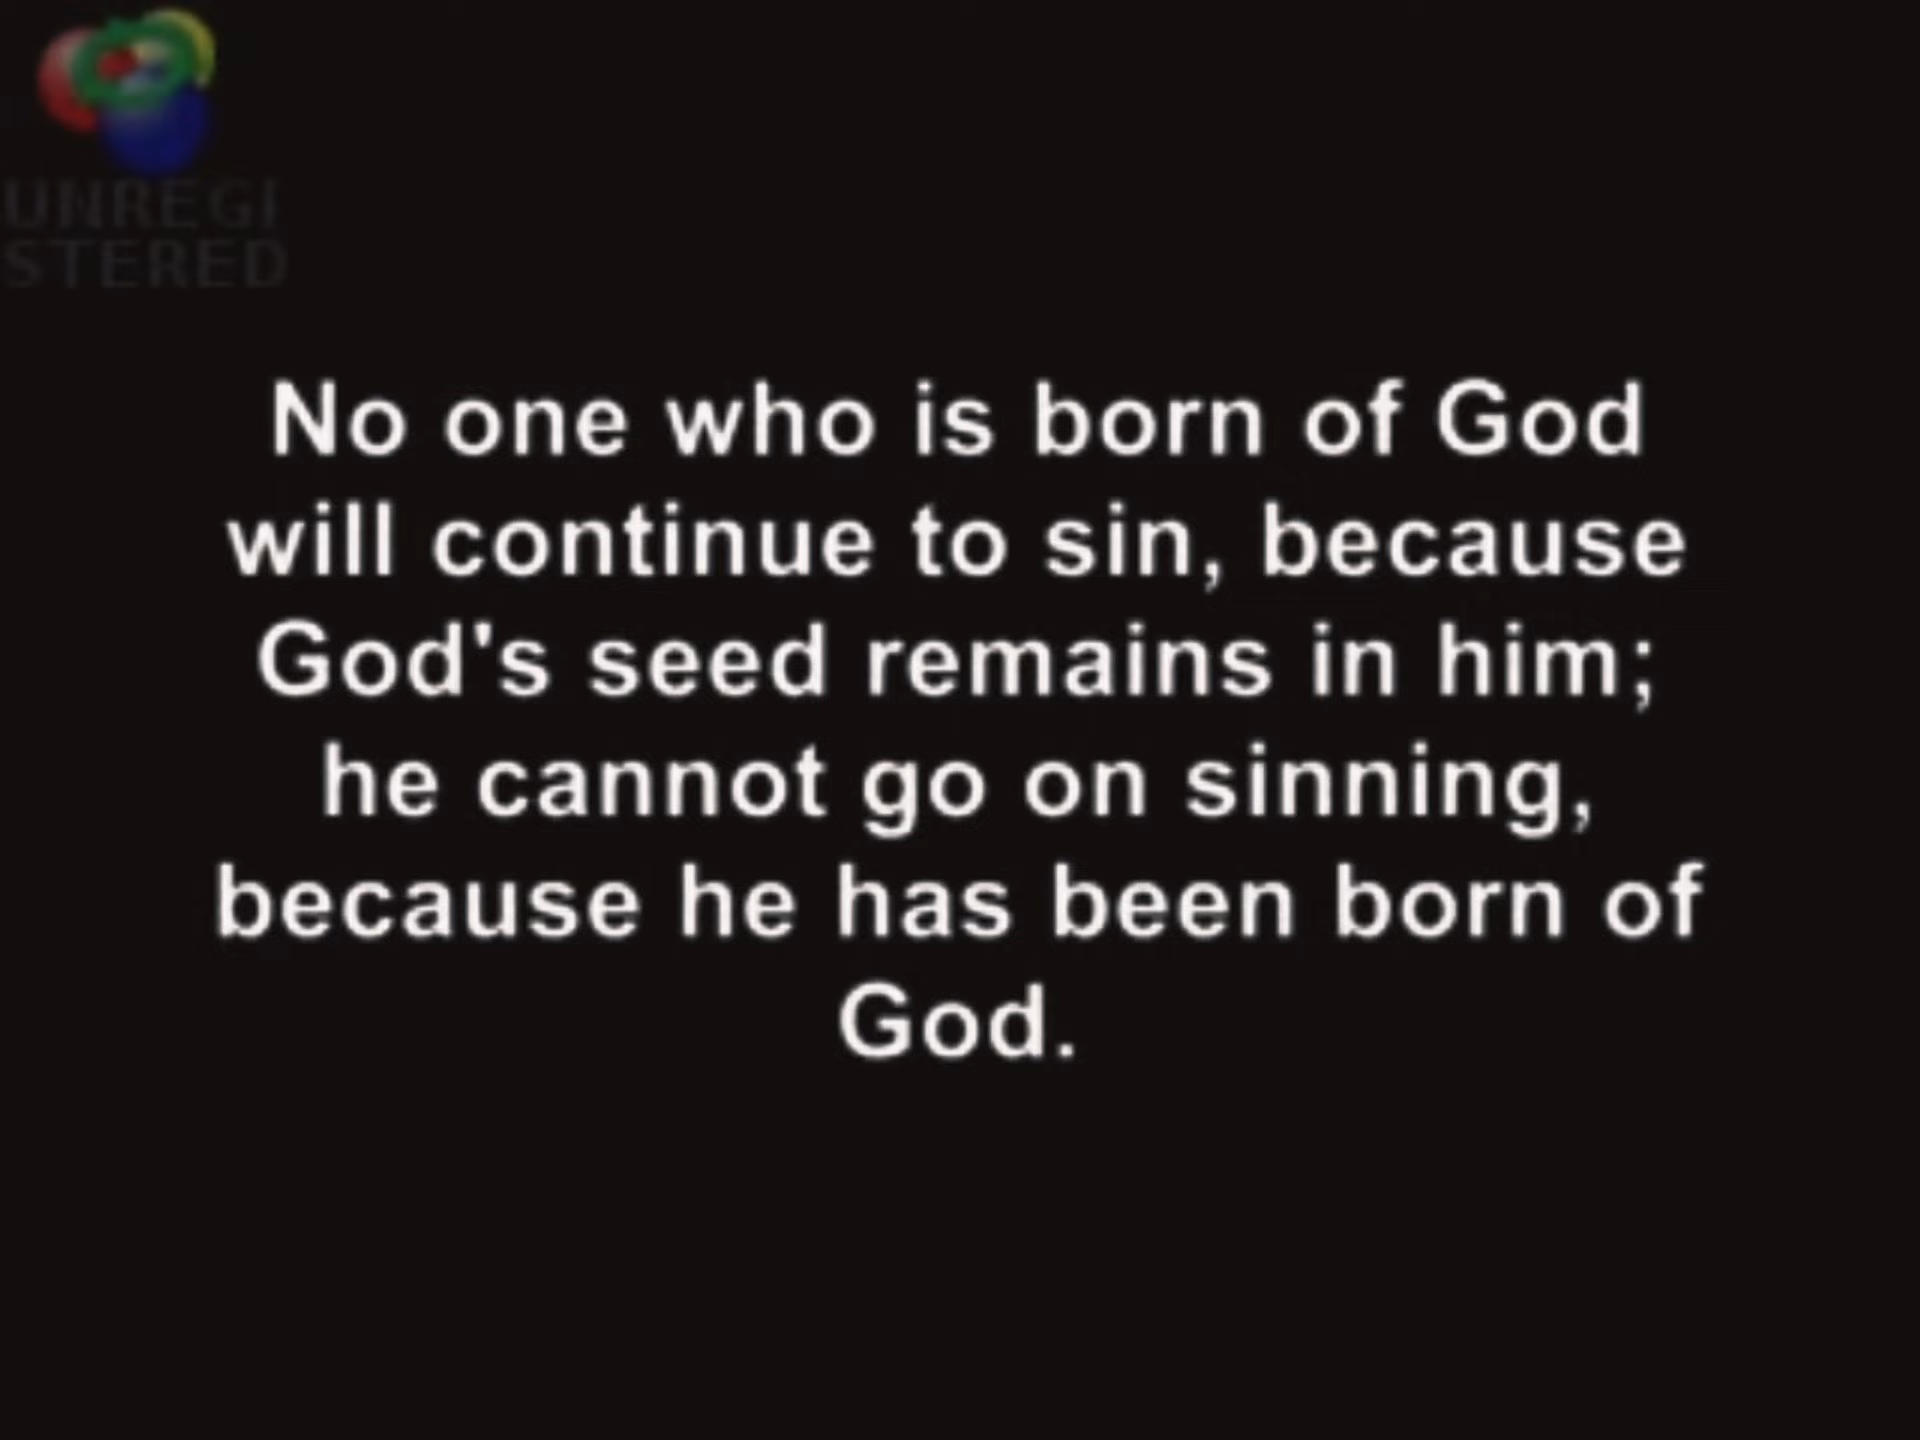 UNREGI
STERED
No one who is born of God
will continue to sin, because
God's seed remains in him;
he cannot go on sinning,
because he has been born of
God.